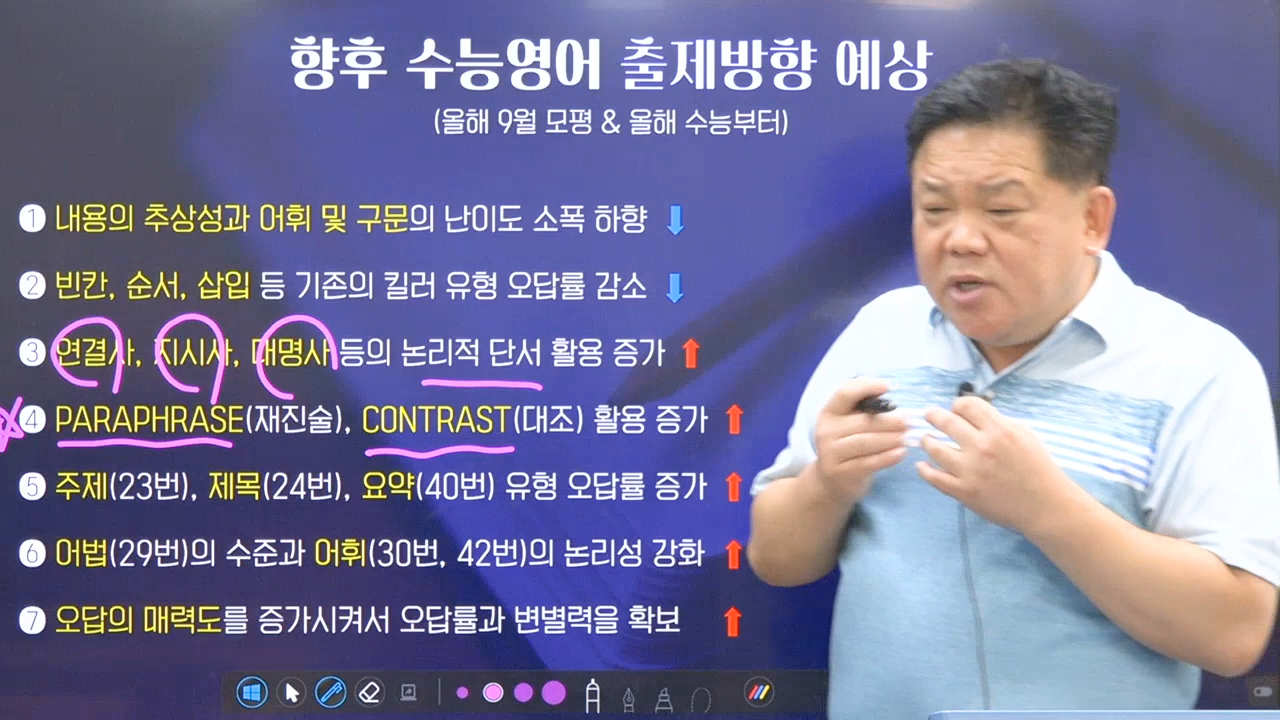 향후 수능영어 출제방향 예상
(올해 9월 모평 & 올해 수능부터)
1 내용의 추상성과 어휘 및 구문의 난이도 소폭 하향 ⬇
2 빈칸, 순서, 삽입 등 기존의 킬러 유형 오답률 감소 ⬇
3 연결사, 지시사, 대명사 등의 논리적 단서 활용 증가 ⬆
4 PARAPHRASE(재진술), CONTRAST(대조) 활용 증가 ⬆
5 주제(23번), 제목(24번), 요약(40번) 유형 오답률 증가 ⬆
6 어법(29번)의 수준과 어휘(30번, 42번)의 논리성 강화 ⬆
7 오답의 매력도를 증가시켜서 오답률과 변별력을 확보 ⬆